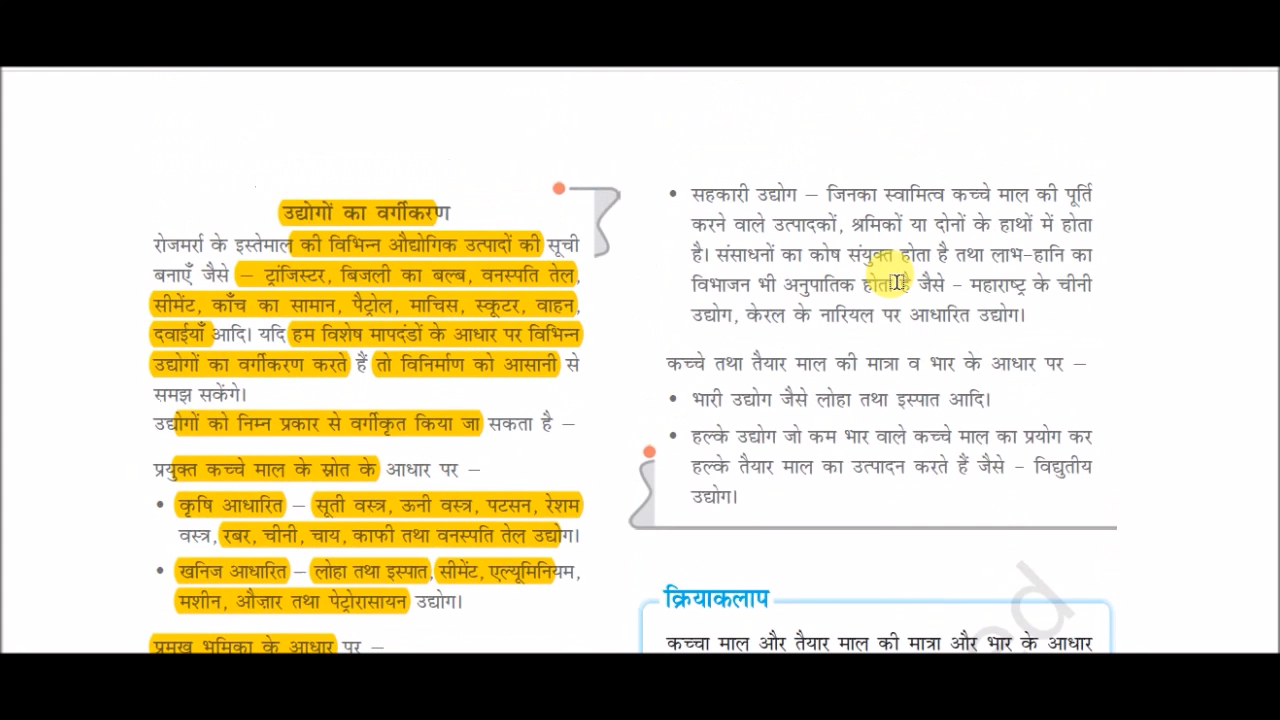 उद्योगों का वर्गीकरण
रोजमर्रा के इस्तेमाल की विभिन्न औद्योगिक उत्पादों की सूची
बनाएँ जैसे – ट्रांजिस्टर, बिजली का बल्ब, वनस्पति तेल,
सीमेंट, काँच का सामान, पैट्रोल, माचिस, स्कूटर, वाहन,
दवाईयाँ आदि। यदि हम विशेष मापदंडों के आधार पर विभिन्न
उद्योगों का वर्गीकरण करते हैं तो विनिर्माण को आसानी से
समझ सकेंगे।
उद्योगों को निम्न प्रकार से वर्गीकृत किया जा सकता है –
प्रयुक्त कच्चे माल के स्रोत के आधार पर –
• कृषि आधारित – सूती वस्त्र, ऊनी वस्त्र, पटसन, रेशम
वस्त्र, रबर, चीनी, चाय, काफी तथा वनस्पति तेल उद्योग।
• खनिज आधारित – लोहा तथा इस्पात, सीमेंट, एल्यूमिनियम,
मशीन, औज़ार तथा पेट्रोरासायन उद्योग।
प्रमुख भूमिका के आधार पर –
• सहकारी उद्योग – जिनका स्वामित्व कच्चे माल की पूर्ति
करने वाले उत्पादकों, श्रमिकों या दोनों के हाथों में होता
है। संसाधनों का कोष संयुक्त होता है तथा लाभ-हानि का
विभाजन भी अनुपातिक होता है जैसे – महाराष्ट्र के चीनी
उद्योग, केरल के नारियल पर आधारित उद्योग।
कच्चे तथा तैयार माल की मात्रा व भार के आधार पर –
• भारी उद्योग जैसे लोहा तथा इस्पात आदि।
• हल्के उद्योग जो कम भार वाले कच्चे माल का प्रयोग कर
हल्के तैयार माल का उत्पादन करते हैं जैसे – विद्युतीय
उद्योग।
क्रियाकलाप
कच्चा माल और तैयार माल की मात्रा और भार के आधार